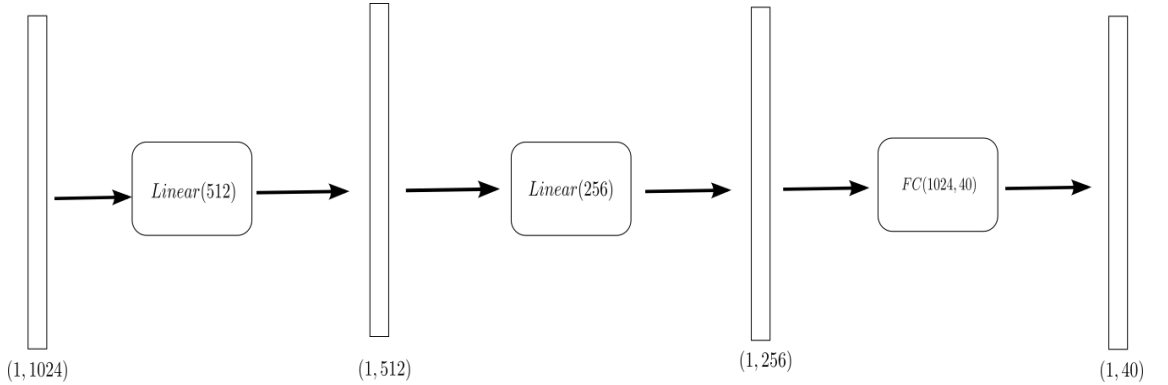 Linear(512)
Linear(256)
FC(1024, 40)
(1, 1024)
(1, 512)
(1, 256)
(1, 40)